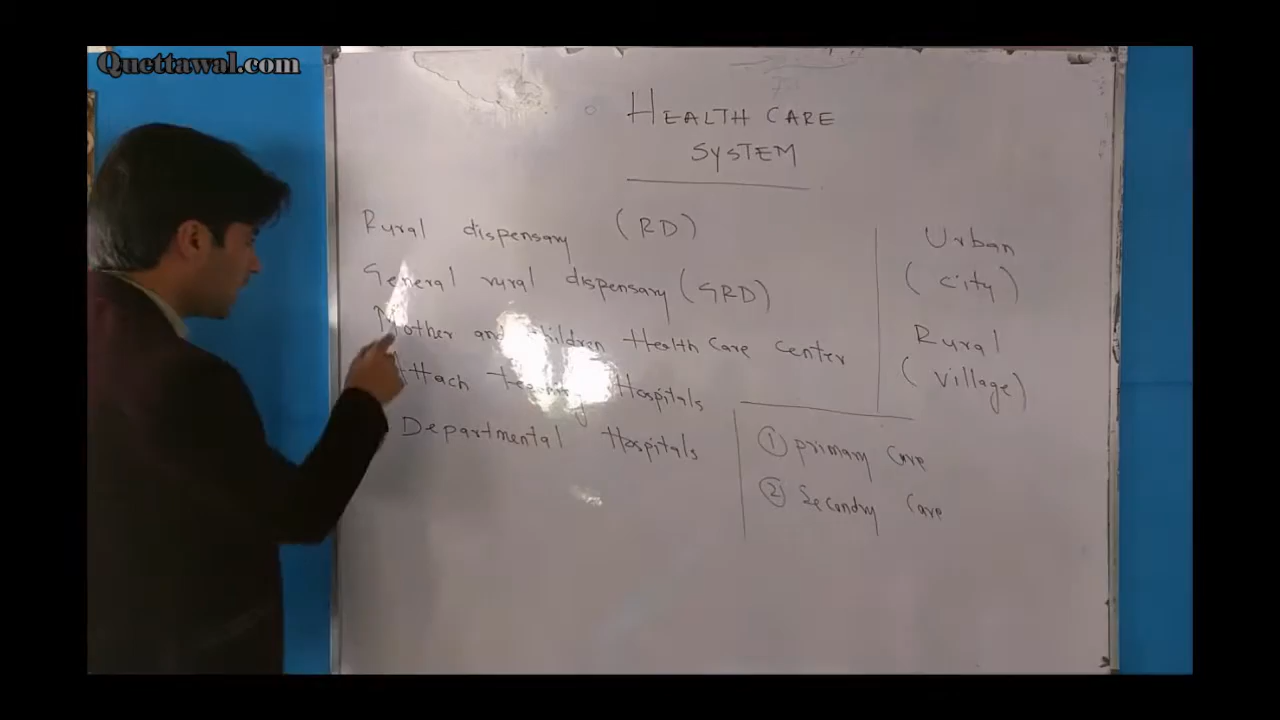 Quettawal.com
HEALTH CARE
SYSTEM
Rural dispensary (RD)
General rural dispensary (GRD)
Mother and children Health Care center
Attach Hospitals
Departmental Hospitals
Urban
(city)
Rural
(village)
① primary care
② Secondry Care